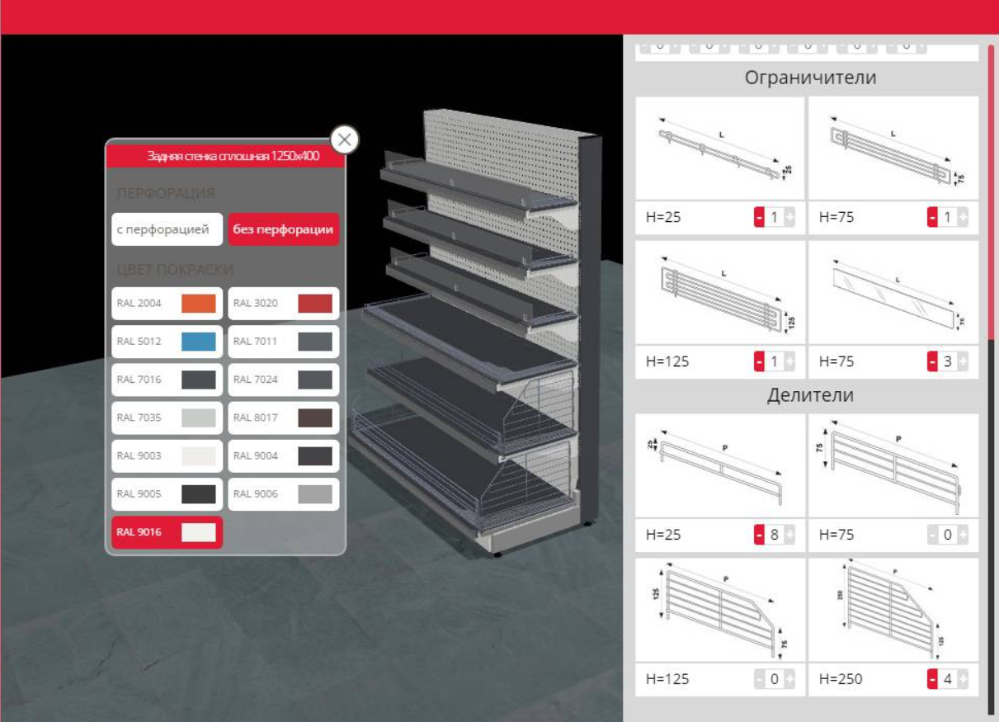 Задняя стенка сплошная 1250х400
ПЕРФОРАЦИЯ
с перфорацией
без перфорации
ЦВЕТ ПОКРАСКИ
RAL 2004
RAL 3020
RAL 5012
RAL 7011
RAL 7016
RAL 7024
RAL 7035
RAL 8017
RAL 9003
RAL 9004
RAL 9005
RAL 9006
RAL 9016
Ограничители
L
25
L
75
H=25
- 1 +
H=75
- 1 +
L
125
L
75
H=125
- 1 +
H=75
- 3 +
Делители
25
P
75
P
H=25
- 8 +
H=75
- 0 +
125
P
75
250
P
125
H=125
- 0 +
H=250
- 4 +